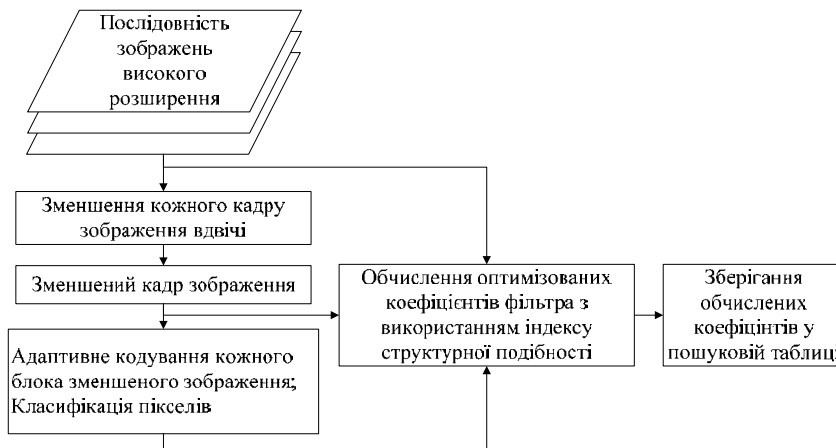 Послідовність
зображень
високого
розширення
Зменшення кожного кадру
зображення вдвічі
Зменшений кадр зображення
Адаптивне кодування кожного
блока зменшеного зображення;
Класифікація пікселів
Обчислення оптимізованих
коефіцієнтів фільтра з
використанням індексу
структурної подібності
Зберігання
обчислених
коефіцінтів у
пошуковій таблиці